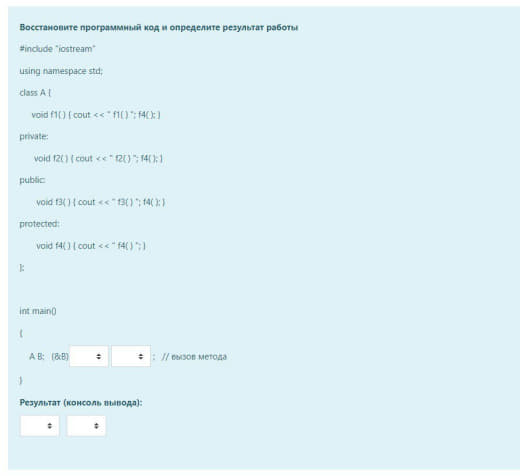 Восстановите программный код и определите результат работы
#include "iostream"
using namespace std;
class A {
void f1( ) { cout << " f1( ) "; f4( ); }
private:
void f2( ) { cout << " f2( ) "; f4( ); }
public:
void f3( ) { cout << " f3( ) "; f4( ); }
protected:
void f4( ) { cout << " f4( ) "; }
};
int main()
{
A B; (&B) ; // вызов метода
}
Результат (консоль вывода):